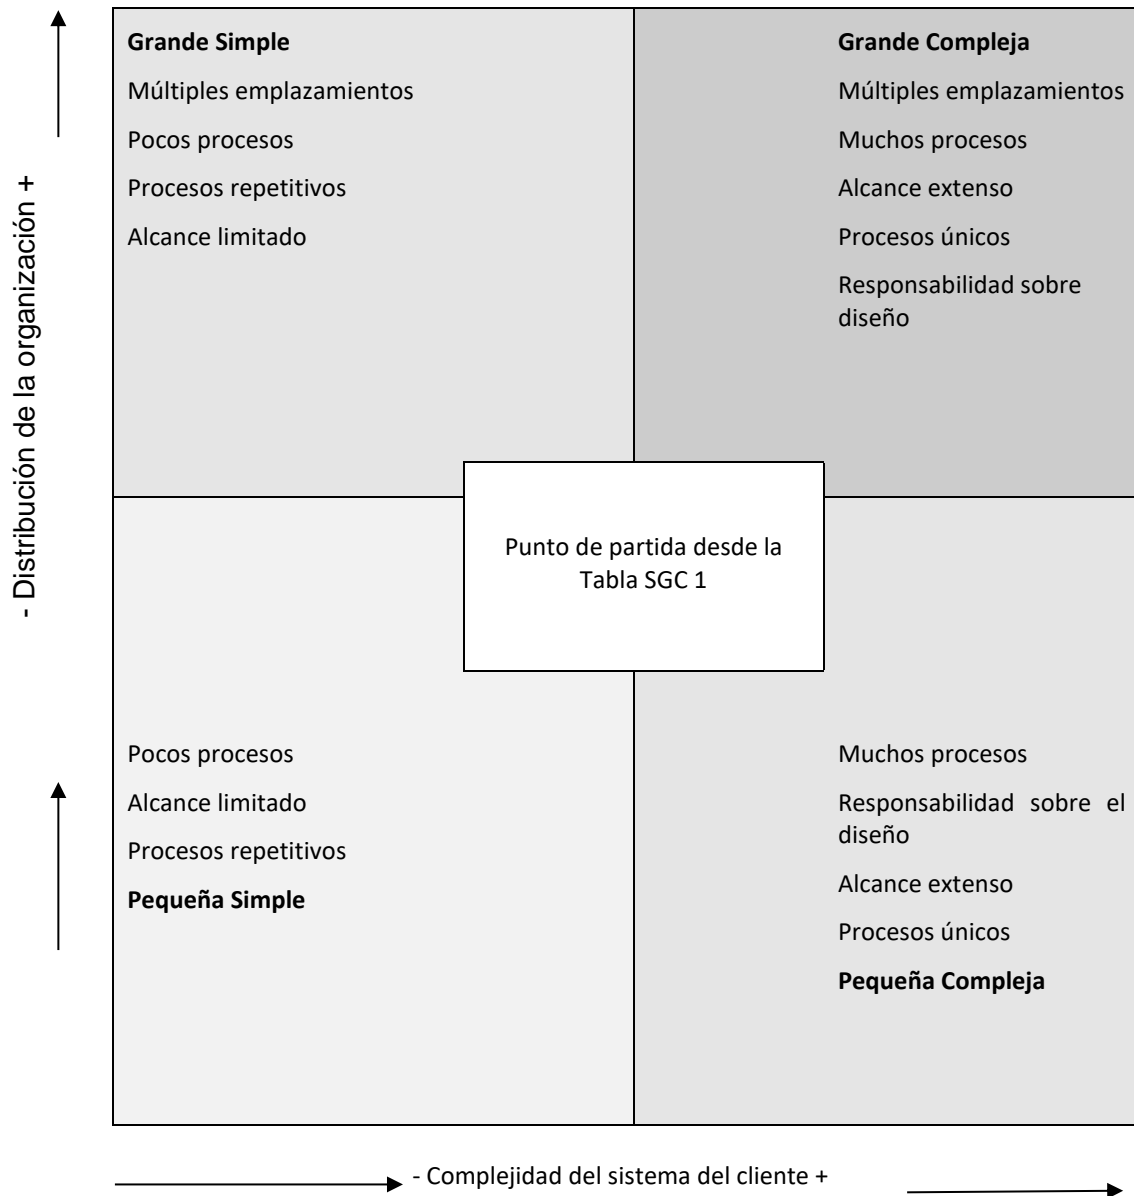 - Distribución de la organización +
Grande Simple
Múltiples emplazamientos
Pocos procesos
Procesos repetitivos
Alcance limitado
Grande Compleja
Múltiples emplazamientos
Muchos procesos
Alcance extenso
Procesos únicos
Responsabilidad sobre
diseño
Punto de partida desde la
Tabla SGC 1
Pocos procesos
Alcance limitado
Procesos repetitivos
Pequeña Simple
Muchos procesos
Responsabilidad sobre el
diseño
Alcance extenso
Procesos únicos
Pequeña Compleja
- Complejidad del sistema del cliente +